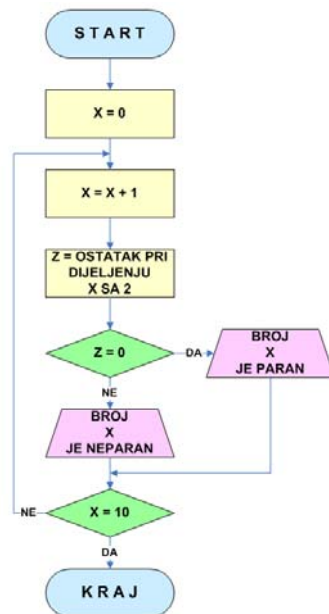 START
X = 0
X = X + 1
Z = OSTATAK PRI
DIJELJENJU
X SA 2
Z = 0
DA
BROJ
X
JE PARAN
NE
BROJ
X
JE NEPARAN
NE
X = 10
DA
KRAJ